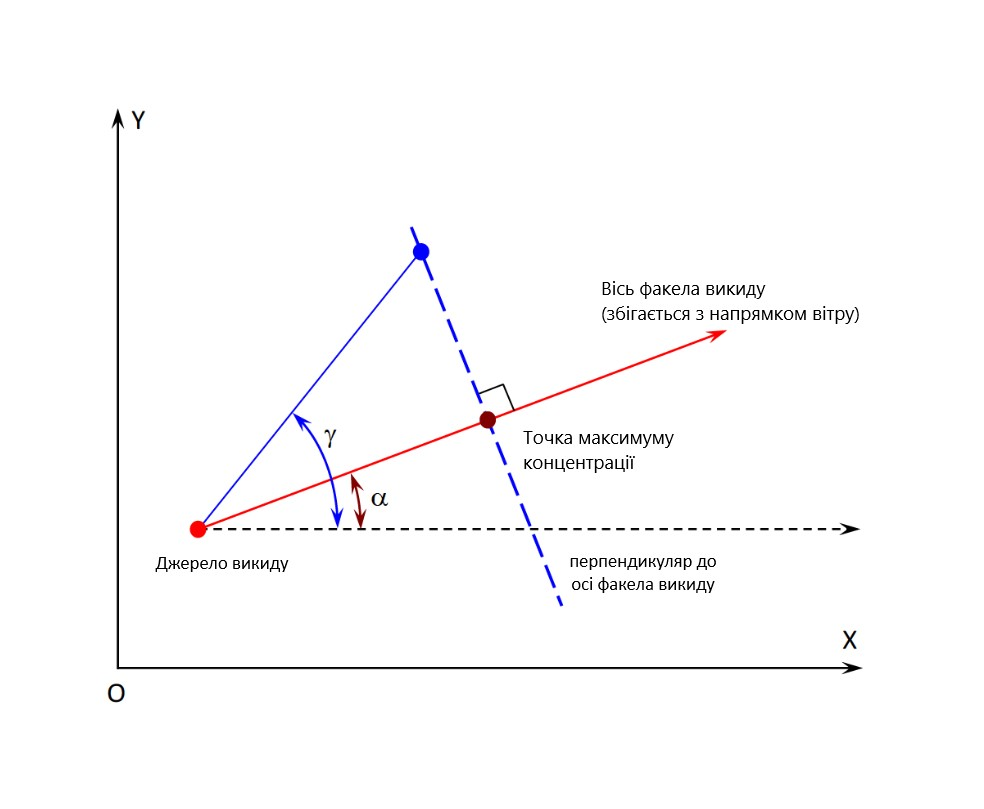 Y
Вісь факела викиду
(збігається з напрямком вітру)
γ
Точка максимуму
концентрації
α
Джерело викиду
перпендикуляр до
осі факела викиду
X
O